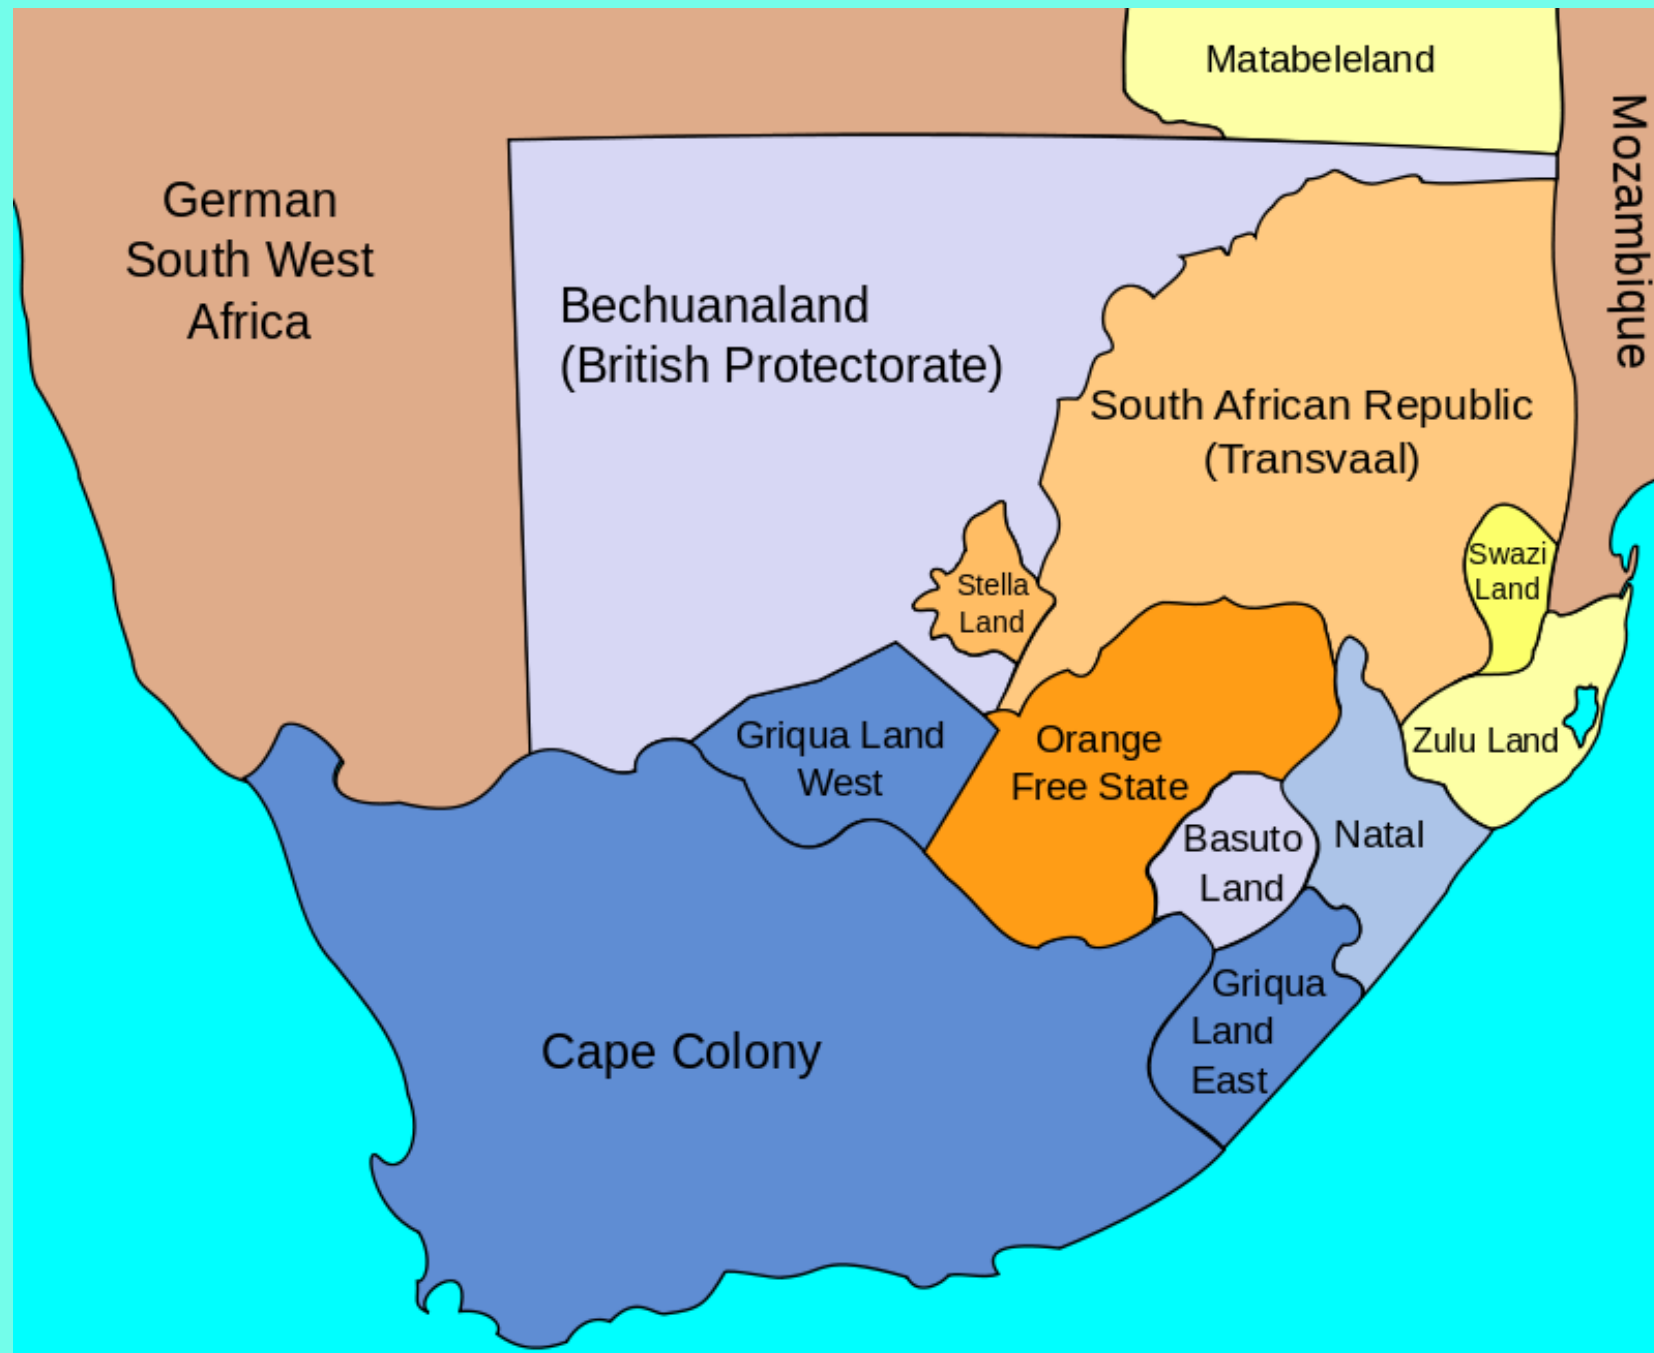 Matabeleland
Mozambique
German
South West
Africa
Bechuanaland
(British Protectorate)
South African Republic
(Transvaal)
Swazi
Land
Stella
Land
Griqua Land
West
Orange
Free State
Zulu Land
Basuto
Land
Natal
Griqua
Land
East
Cape Colony